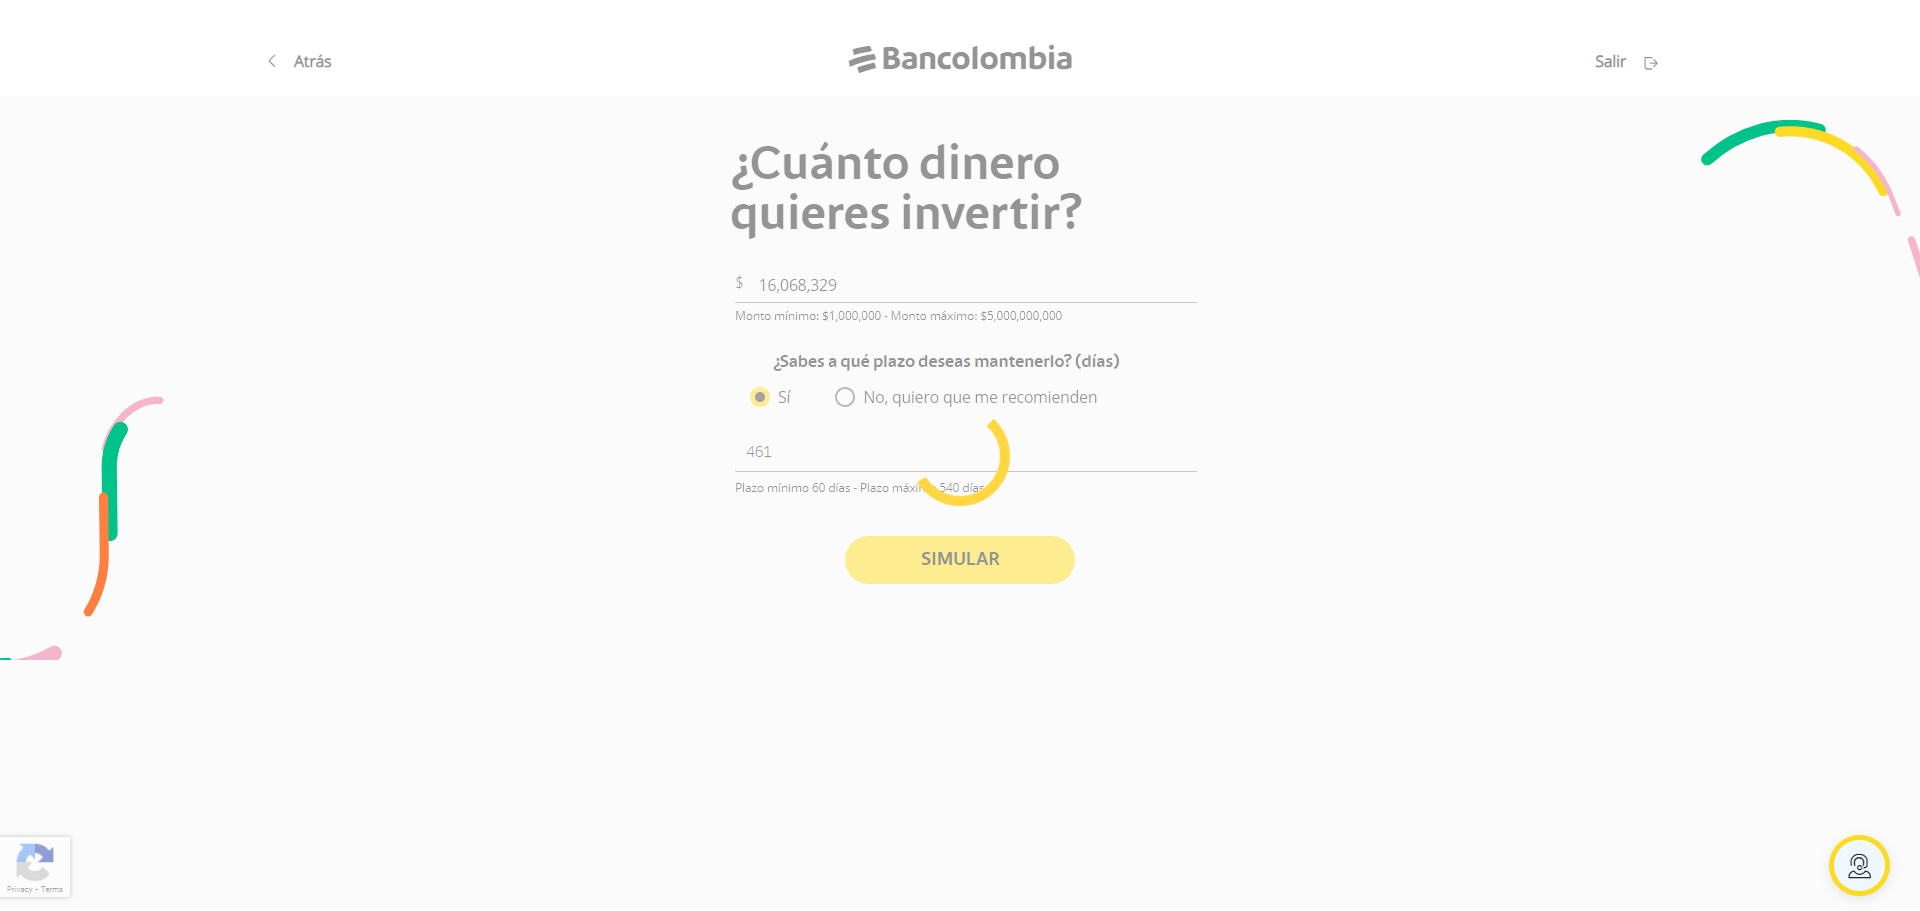 Atrás
Bancolombia
Salir
¿Cuánto dinero
quieres invertir?
$ 16,068,329
Monto mínimo: $1,000,000 - Monto máximo: $5,000,000,000
¿Sabes a qué plazo deseas mantenerlo? (días)
Sí
No, quiero que me recomienden
461
Plazo mínimo 60 días - Plazo máximo 540 días
SIMULAR
Privacy - Terms